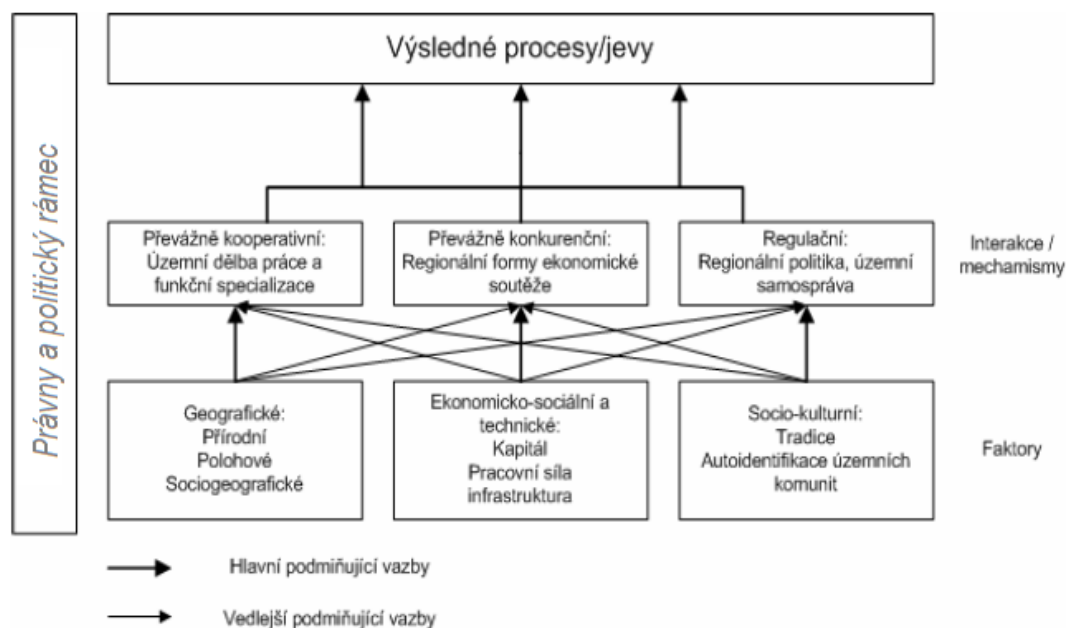 Výsledné procesy/jevy
Právny a politický rámec
Převážně kooperativní:
Územní dělba práce a
funkční specializace
Převážně konkurenční:
Regionální formy ekonomické
soutěže
Regulační:
Regionální politika, územní
samospráva
Interakce /
mechamismy
Geografické:
Přírodní
Polohové
Sociogeografické
Ekonomicko-sociální a
technické:
Kapitál
Pracovní síla
infrastruktura
Socio-kulturní:
Tradice
Autoidentifikace územních
komunit
Faktory
Hlavní podmiňující vazby
Vedlejší podmiňující vazby